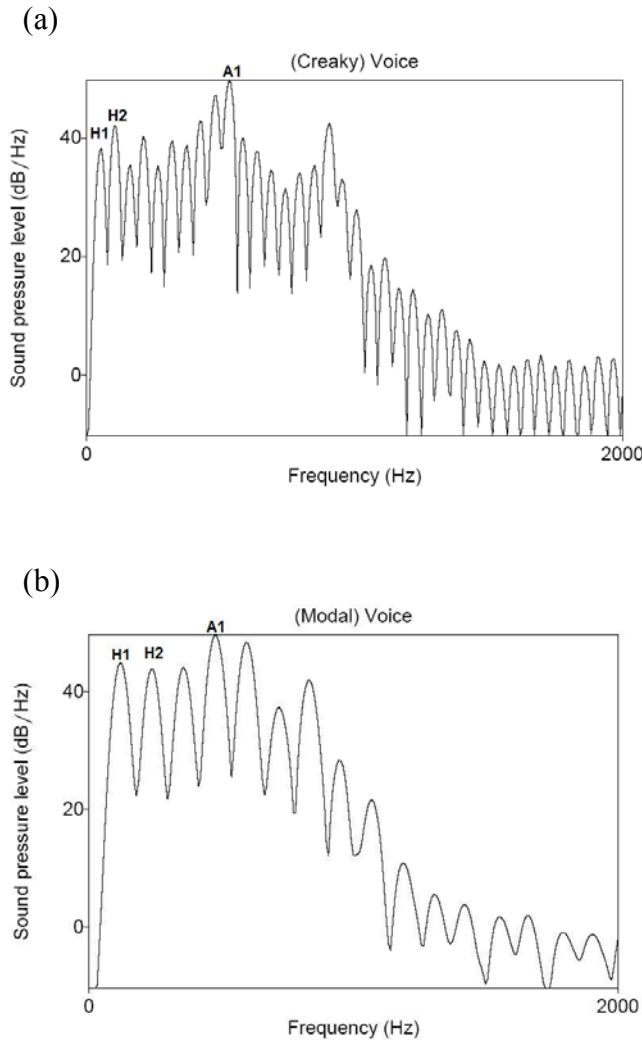 (a)
(Creaky) Voice
A1
H2
H1
40
20
0
Sound pressure level (dB/Hz)
0
2000
Frequency (Hz)
(b)
(Modal) Voice
A1
H1
H2
40
20
0
Sound pressure level (dB/Hz)
0
2000
Frequency (Hz)